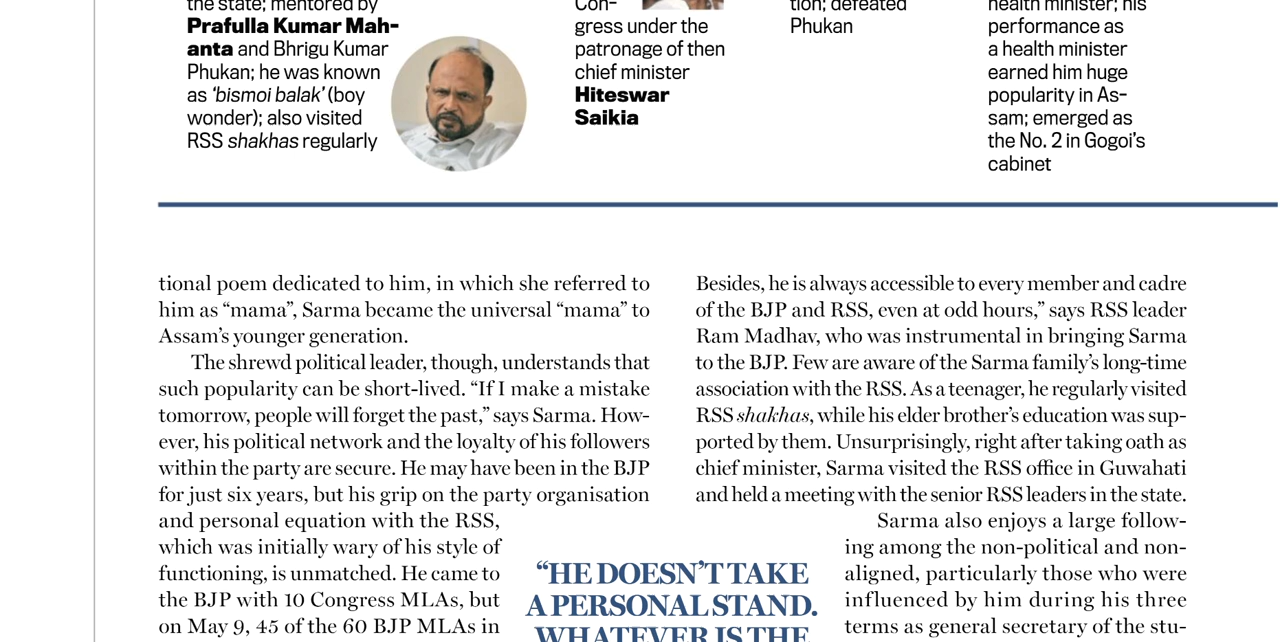 the state; mentored by
Prafulla Kumar Mah-
anta and Bhrigu Kumar
Phukan; he was known
as ‘bismoi balak’ (boy
wonder); also visited
RSS shakhas regularly
Con-
gress under the
patronage of then
chief minister
Hiteswar
Saikia
tion; defeated
Phukan
health minister; his
performance as
a health minister
earned him huge
popularity in As-
sam; emerged as
the No. 2 in Gogoi’s
cabinet
tional poem dedicated to him, in which she referred to
him as “mama”, Sarma became the universal “mama” to
Assam’s younger generation.
The shrewd political leader, though, understands that
such popularity can be short-lived. “If I make a mistake
tomorrow, people will forget the past,” says Sarma. How-
ever, his political network and the loyalty of his followers
within the party are secure. He may have been in the BJP
for just six years, but his grip on the party organisation
and personal equation with the RSS,
which was initially wary of his style of
functioning, is unmatched. He came to
the BJP with 10 Congress MLAs, but
on May 9, 45 of the 60 BJP MLAs in
“HE DOESN’T TAKE
A PERSONAL STAND.
WHATEVER IS THE
Besides, he is always accessible to every member and cadre
of the BJP and RSS, even at odd hours,” says RSS leader
Ram Madhav, who was instrumental in bringing Sarma
to the BJP. Few are aware of the Sarma family’s long-time
association with the RSS. As a teenager, he regularly visited
RSS shakhas, while his elder brother’s education was sup-
ported by them. Unsurprisingly, right after taking oath as
chief minister, Sarma visited the RSS office in Guwahati
and held a meeting with the senior RSS leaders in the state.
Sarma also enjoys a large follow-
ing among the non-political and non-
aligned, particularly those who were
influenced by him during his three
terms as general secretary of the stu-